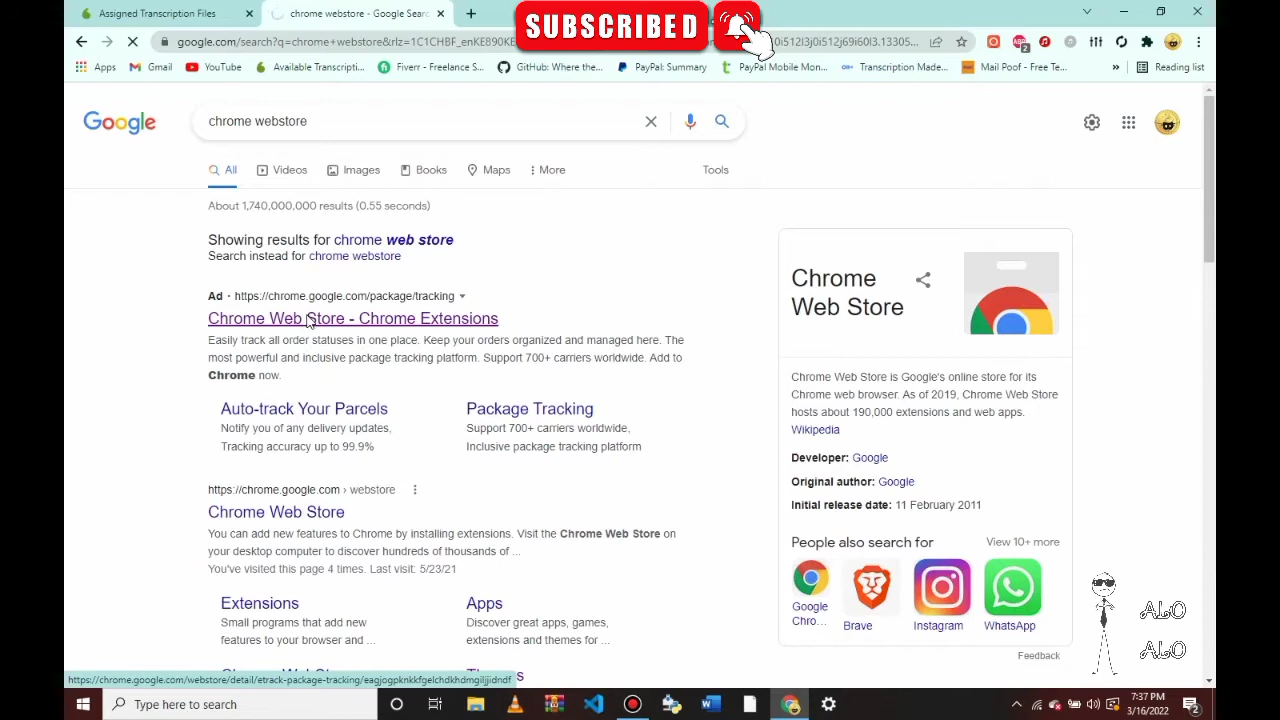 Assigned Transcription Files
chrome webstore - Google Sear
SUBSCRIBED
google.com/search?q=chrome+webstore&rlz=1C1CHBF_enKE890KE
0i512l3j0i512j69i60l3.13305...
Apps
Gmail
YouTube
Available Transcripti...
Fiverr - Freelance S...
GitHub: Where the...
PayPal: Summary
PayPal Mobile Mon...
Transcription Made...
Mail Poof - Free Te...
»
Reading list
Google
chrome webstore
All
Videos
Images
Books
Maps
More
Tools
About 1,740,000,000 results (0.55 seconds)
Showing results for chrome web store
Search instead for chrome webstore
Ad · https://chrome.google.com/package/tracking
Chrome Web Store - Chrome Extensions
Easily track all order statuses in one place. Keep your orders organized and managed here. The
most powerful and inclusive package tracking platform. Support 700+ carriers worldwide. Add to
Chrome now.
Auto-track Your Parcels
Notify you of any delivery updates,
Tracking accuracy up to 99.9%
Package Tracking
Support 700+ carriers worldwide,
Inclusive package tracking platform
https://chrome.google.com › webstore
Chrome Web Store
You can add new features to Chrome by installing extensions. Visit the Chrome Web Store on
your desktop computer to discover hundreds of thousands of ...
You've visited this page 4 times. Last visit: 5/23/21
Extensions
Small programs that add new
features to your browser and ...
Apps
Discover great apps, games,
extensions and themes for ...
Chrome Web Store
Chrome Web Store is Google's online store for its
Chrome web browser. As of 2019, Chrome Web Store
hosts about 190,000 extensions and web apps.
Wikipedia
Developer: Google
Original author: Google
Initial release date: 11 February 2011
People also search for
View 10+ more
Google
Chro...
Brave
Instagram
WhatsApp
Feedback
ALO
ALO
https://chrome.google.com/webstore/detail/etrack-package-tracking/eagjogpknkkfgelchdkhdmgiljjidndf
Type here to search
7:37 PM
3/16/2022
2